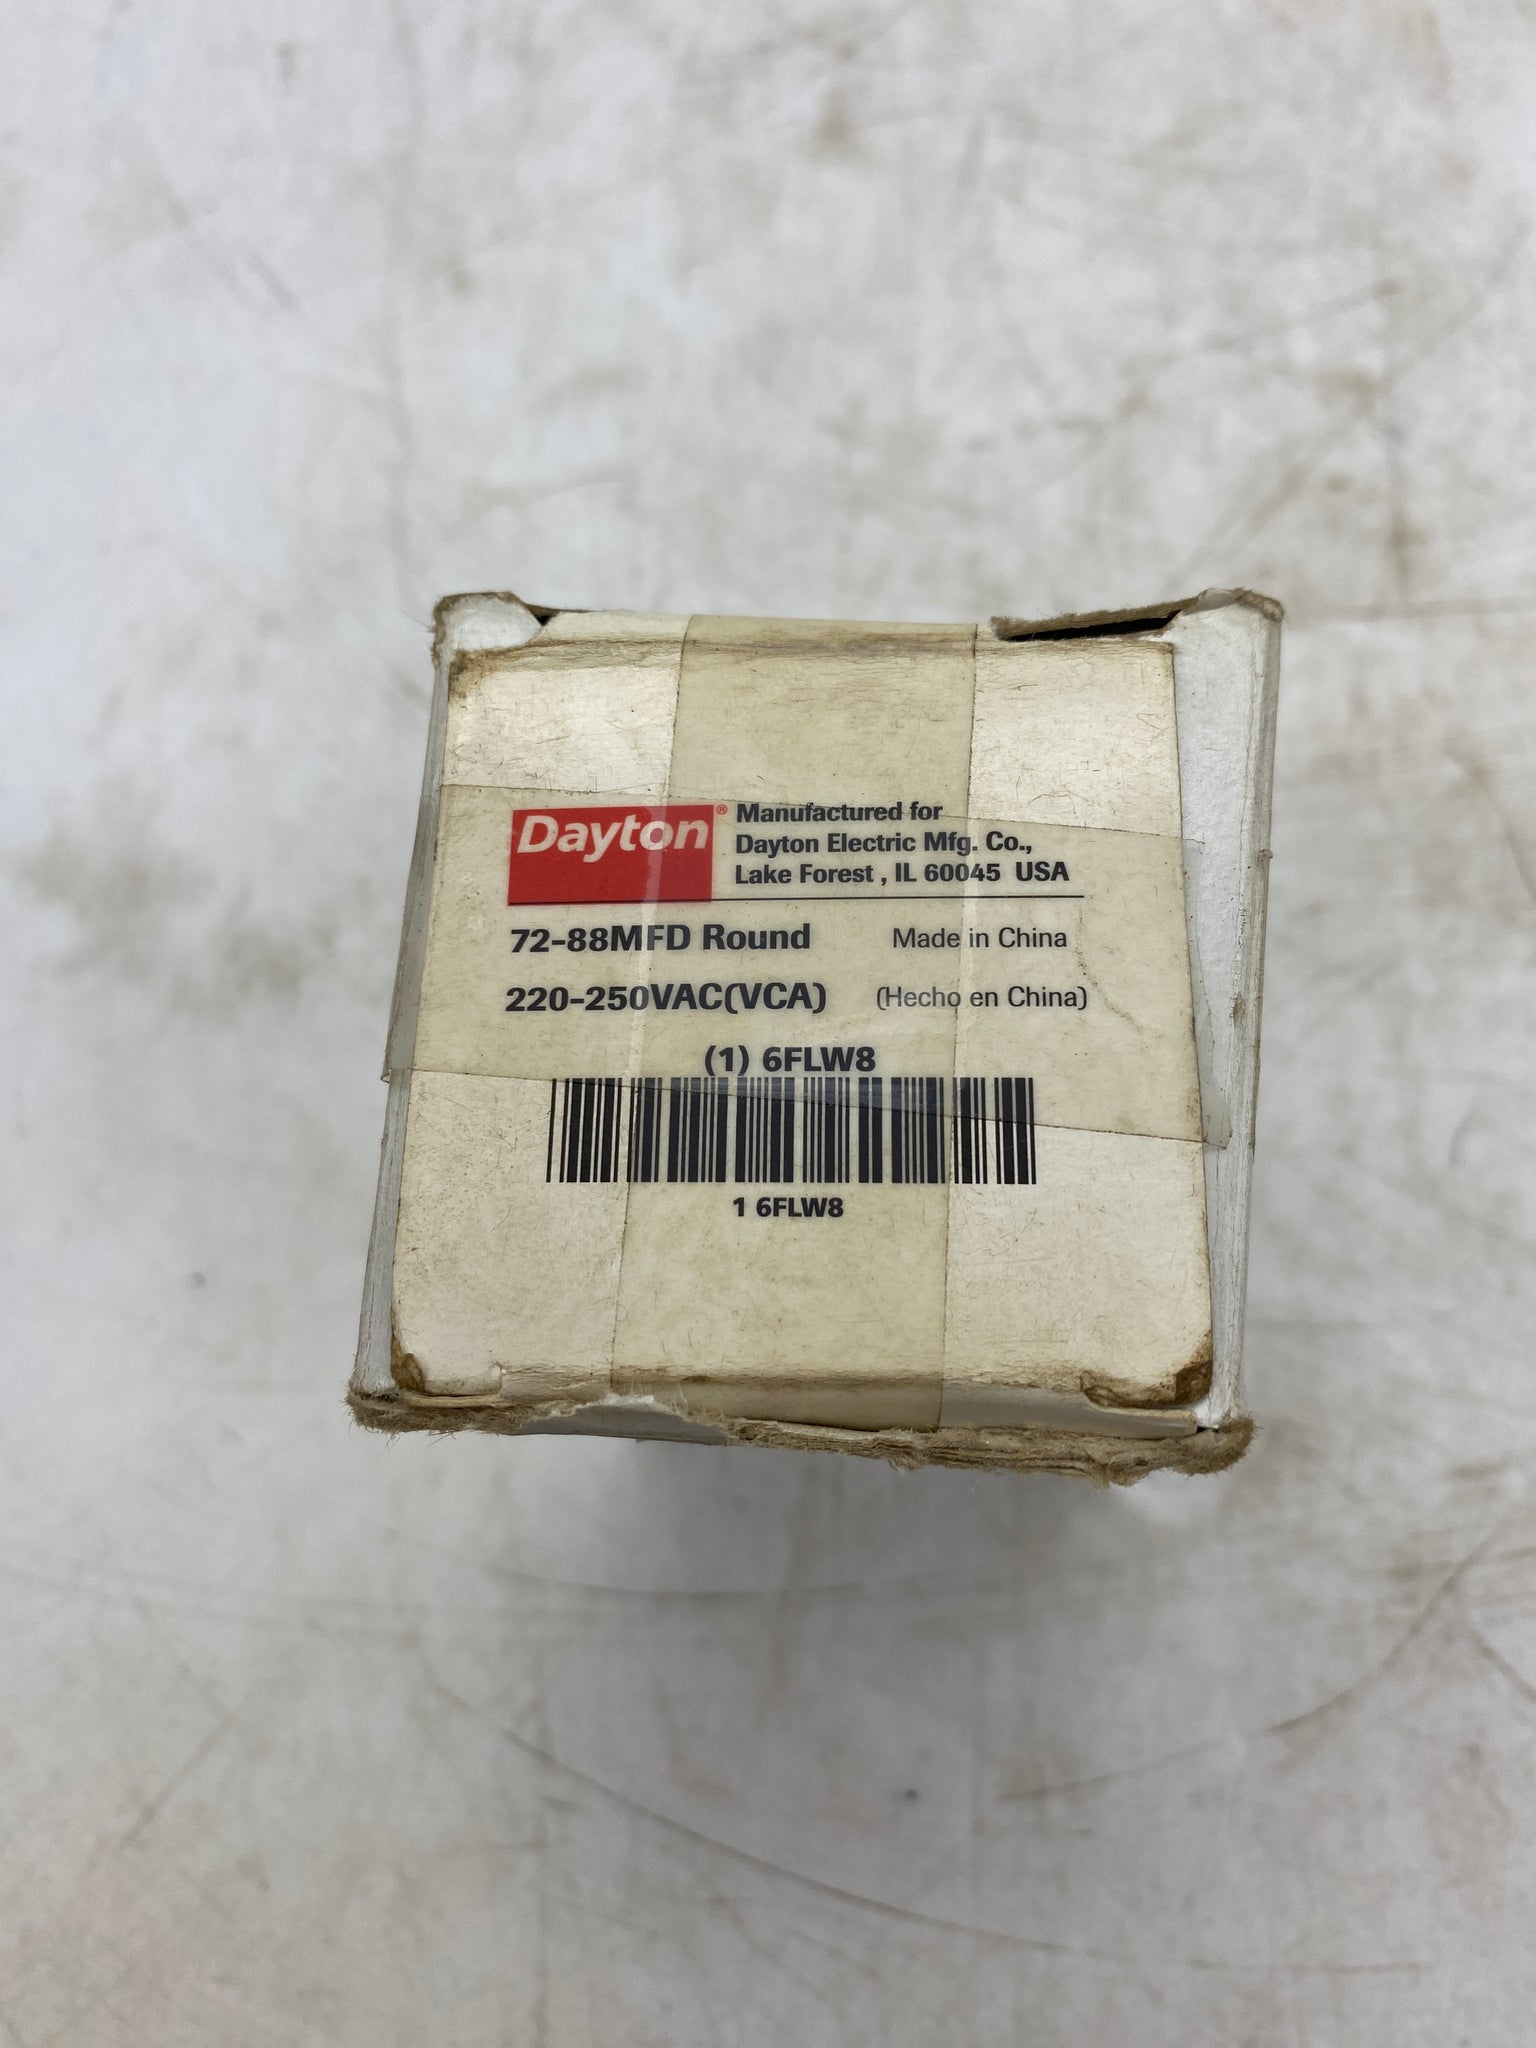 Dayton®
Manufactured for
Dayton Electric Mfg. Co.,
Lake Forest , IL 60045 USA
72-88MFD Round
Made in China
220-250VAC(VCA)
(Hecho en China)
(1) 6FLW8
1 6FLW8